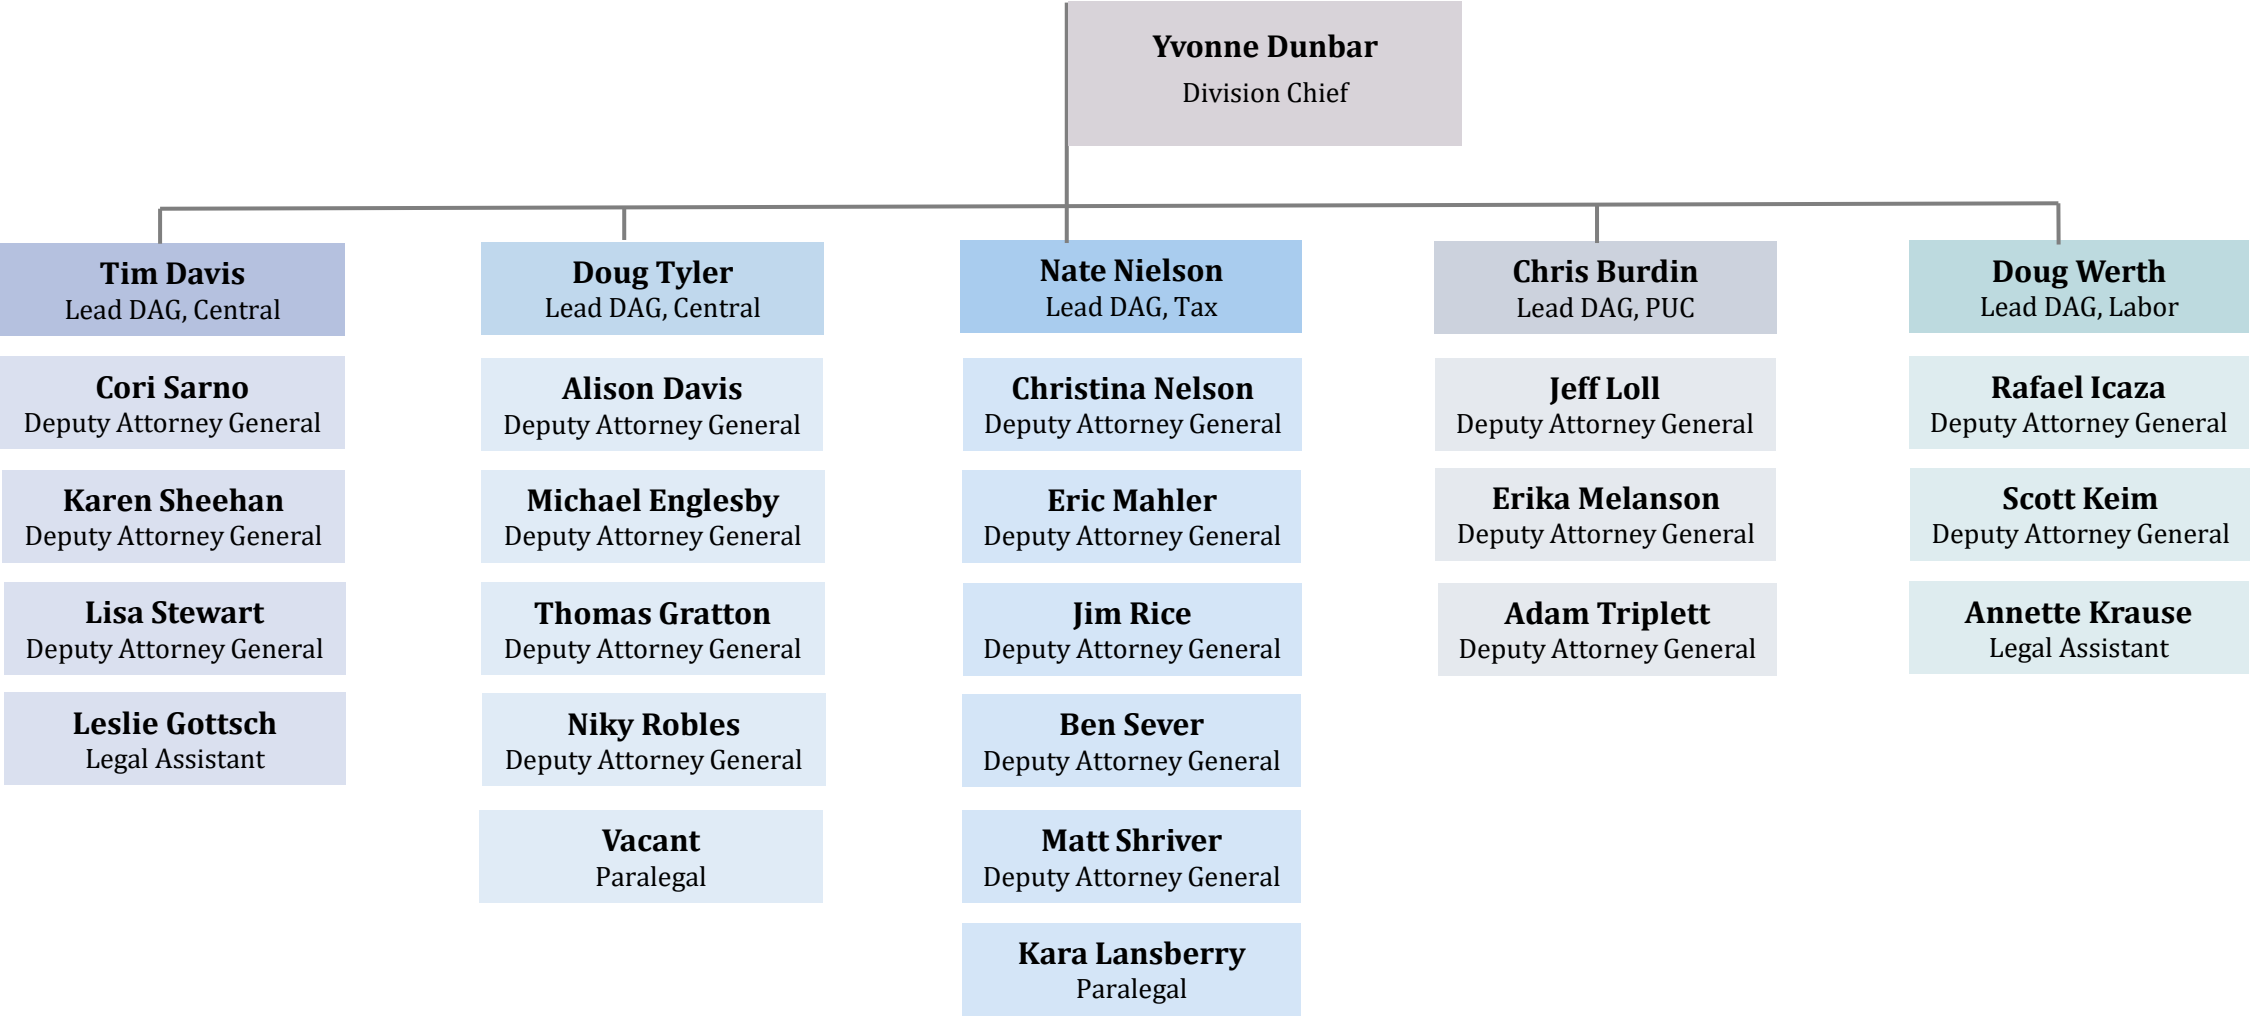 Yvonne Dunbar
Division Chief
Tim Davis
Lead DAG, Central
Cori Sarno
Deputy Attorney General
Karen Sheehan
Deputy Attorney General
Lisa Stewart
Deputy Attorney General
Leslie Gottsch
Legal Assistant
Doug Tyler
Lead DAG, Central
Alison Davis
Deputy Attorney General
Michael Englesby
Deputy Attorney General
Thomas Gratton
Deputy Attorney General
Niky Robles
Deputy Attorney General
Vacant
Paralegal
Nate Nielson
Lead DAG, Tax
Christina Nelson
Deputy Attorney General
Eric Mahler
Deputy Attorney General
Jim Rice
Deputy Attorney General
Ben Sever
Deputy Attorney General
Matt Shriver
Deputy Attorney General
Kara Lansberry
Paralegal
Chris Burdin
Lead DAG, PUC
Jeff Loll
Deputy Attorney General
Erika Melanson
Deputy Attorney General
Adam Triplett
Deputy Attorney General
Doug Werth
Lead DAG, Labor
Rafael Icaza
Deputy Attorney General
Scott Keim
Deputy Attorney General
Annette Krause
Legal Assistant